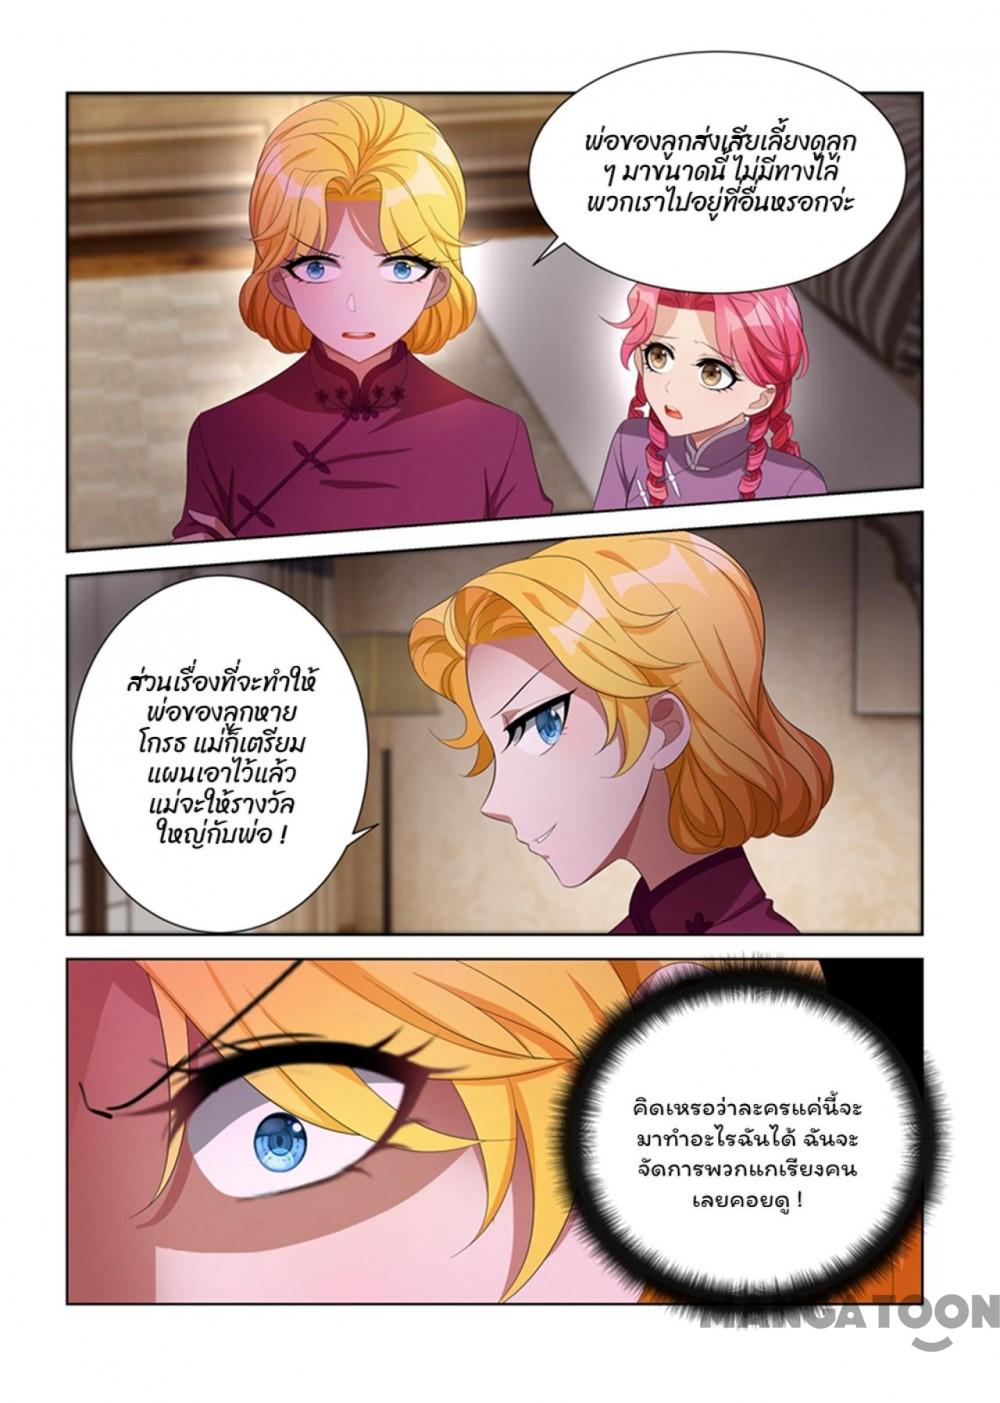 พ่อของลูกส่งเสียเลี้ยงดูลูก
ๆ มาขนาดนี้ ไม่มีทางไล่
พวกเราไปอยู่ที่อื่นหรอกจ่ะ
ส่วนเรื่องที่จะทำให้
พ่อของลูกหาย
โกรธ แม่ก็เตรียม
แผนเอาไว้แล้ว
แม่จะให้รางวัล
ใหญ่กับพ่อ !
คิดเหรอว่าละครแค่นี้จะ
มาทำอะไรฉันได้ ฉันจะ
จัดการพวกแกเรียงคน
เลยคอยดู !
MANGATOON